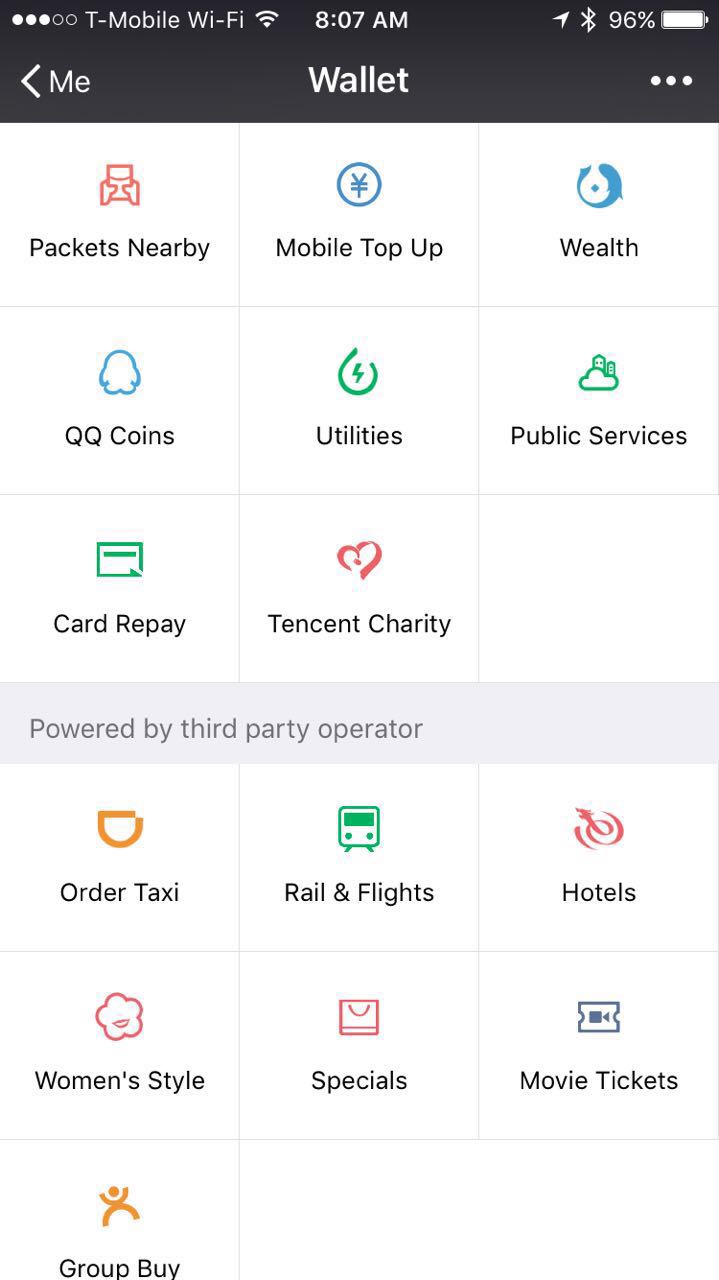 T-Mobile Wi-Fi 8:07 AM 96%
Me Wallet
Packets Nearby Mobile Top Up Wealth
QQ Coins Utilities Public Services
Card Repay Tencent Charity
Powered by third party operator
Order Taxi Rail & Flights Hotels
Women's Style Specials Movie Tickets
Group Buy